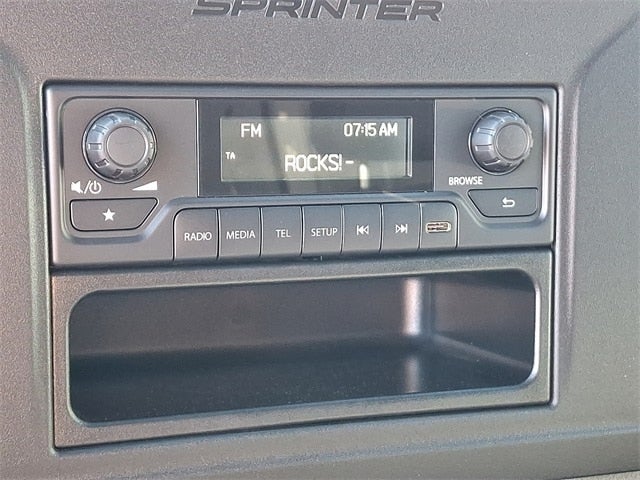 SPRINTER
FM 07:15 AM
TA
ROCKS!-
BROWSE
RADIO MEDIA TEL SETUP